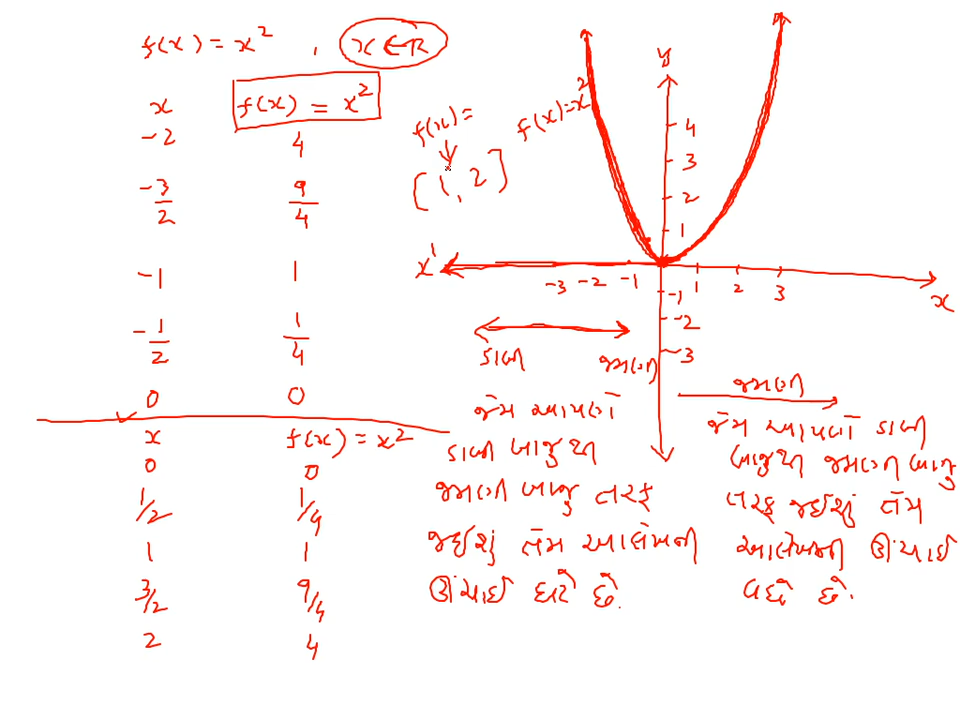 f(x) = x² , x ∈ R
x f(x) = x²
-2 4
-3/2 9/4
-1 1
-1/2 1/4
0 0
x f(x) = x²
0 0
1/2 1/4
1 1
3/2 9/4
2 4
f(x) =
[1, 2]
f(x) = x²
y
4
3
2
1
x' -3 -2 -1 1 2 3 x
-1
-2
-3
ડાબી જમણી
જેમ આપણે
ડાબી બાજુથી
જમણી બાજુ તરફ
જઈશું તેમ આલેખની
ઊંચાઈ ઘટે છે.
જમણી
જેમ આપણે ડાબી
બાજુથી જમણી બાજુ
તરફ જઈશું તેમ
આલેખની ઊંચાઈ
વધે છે.